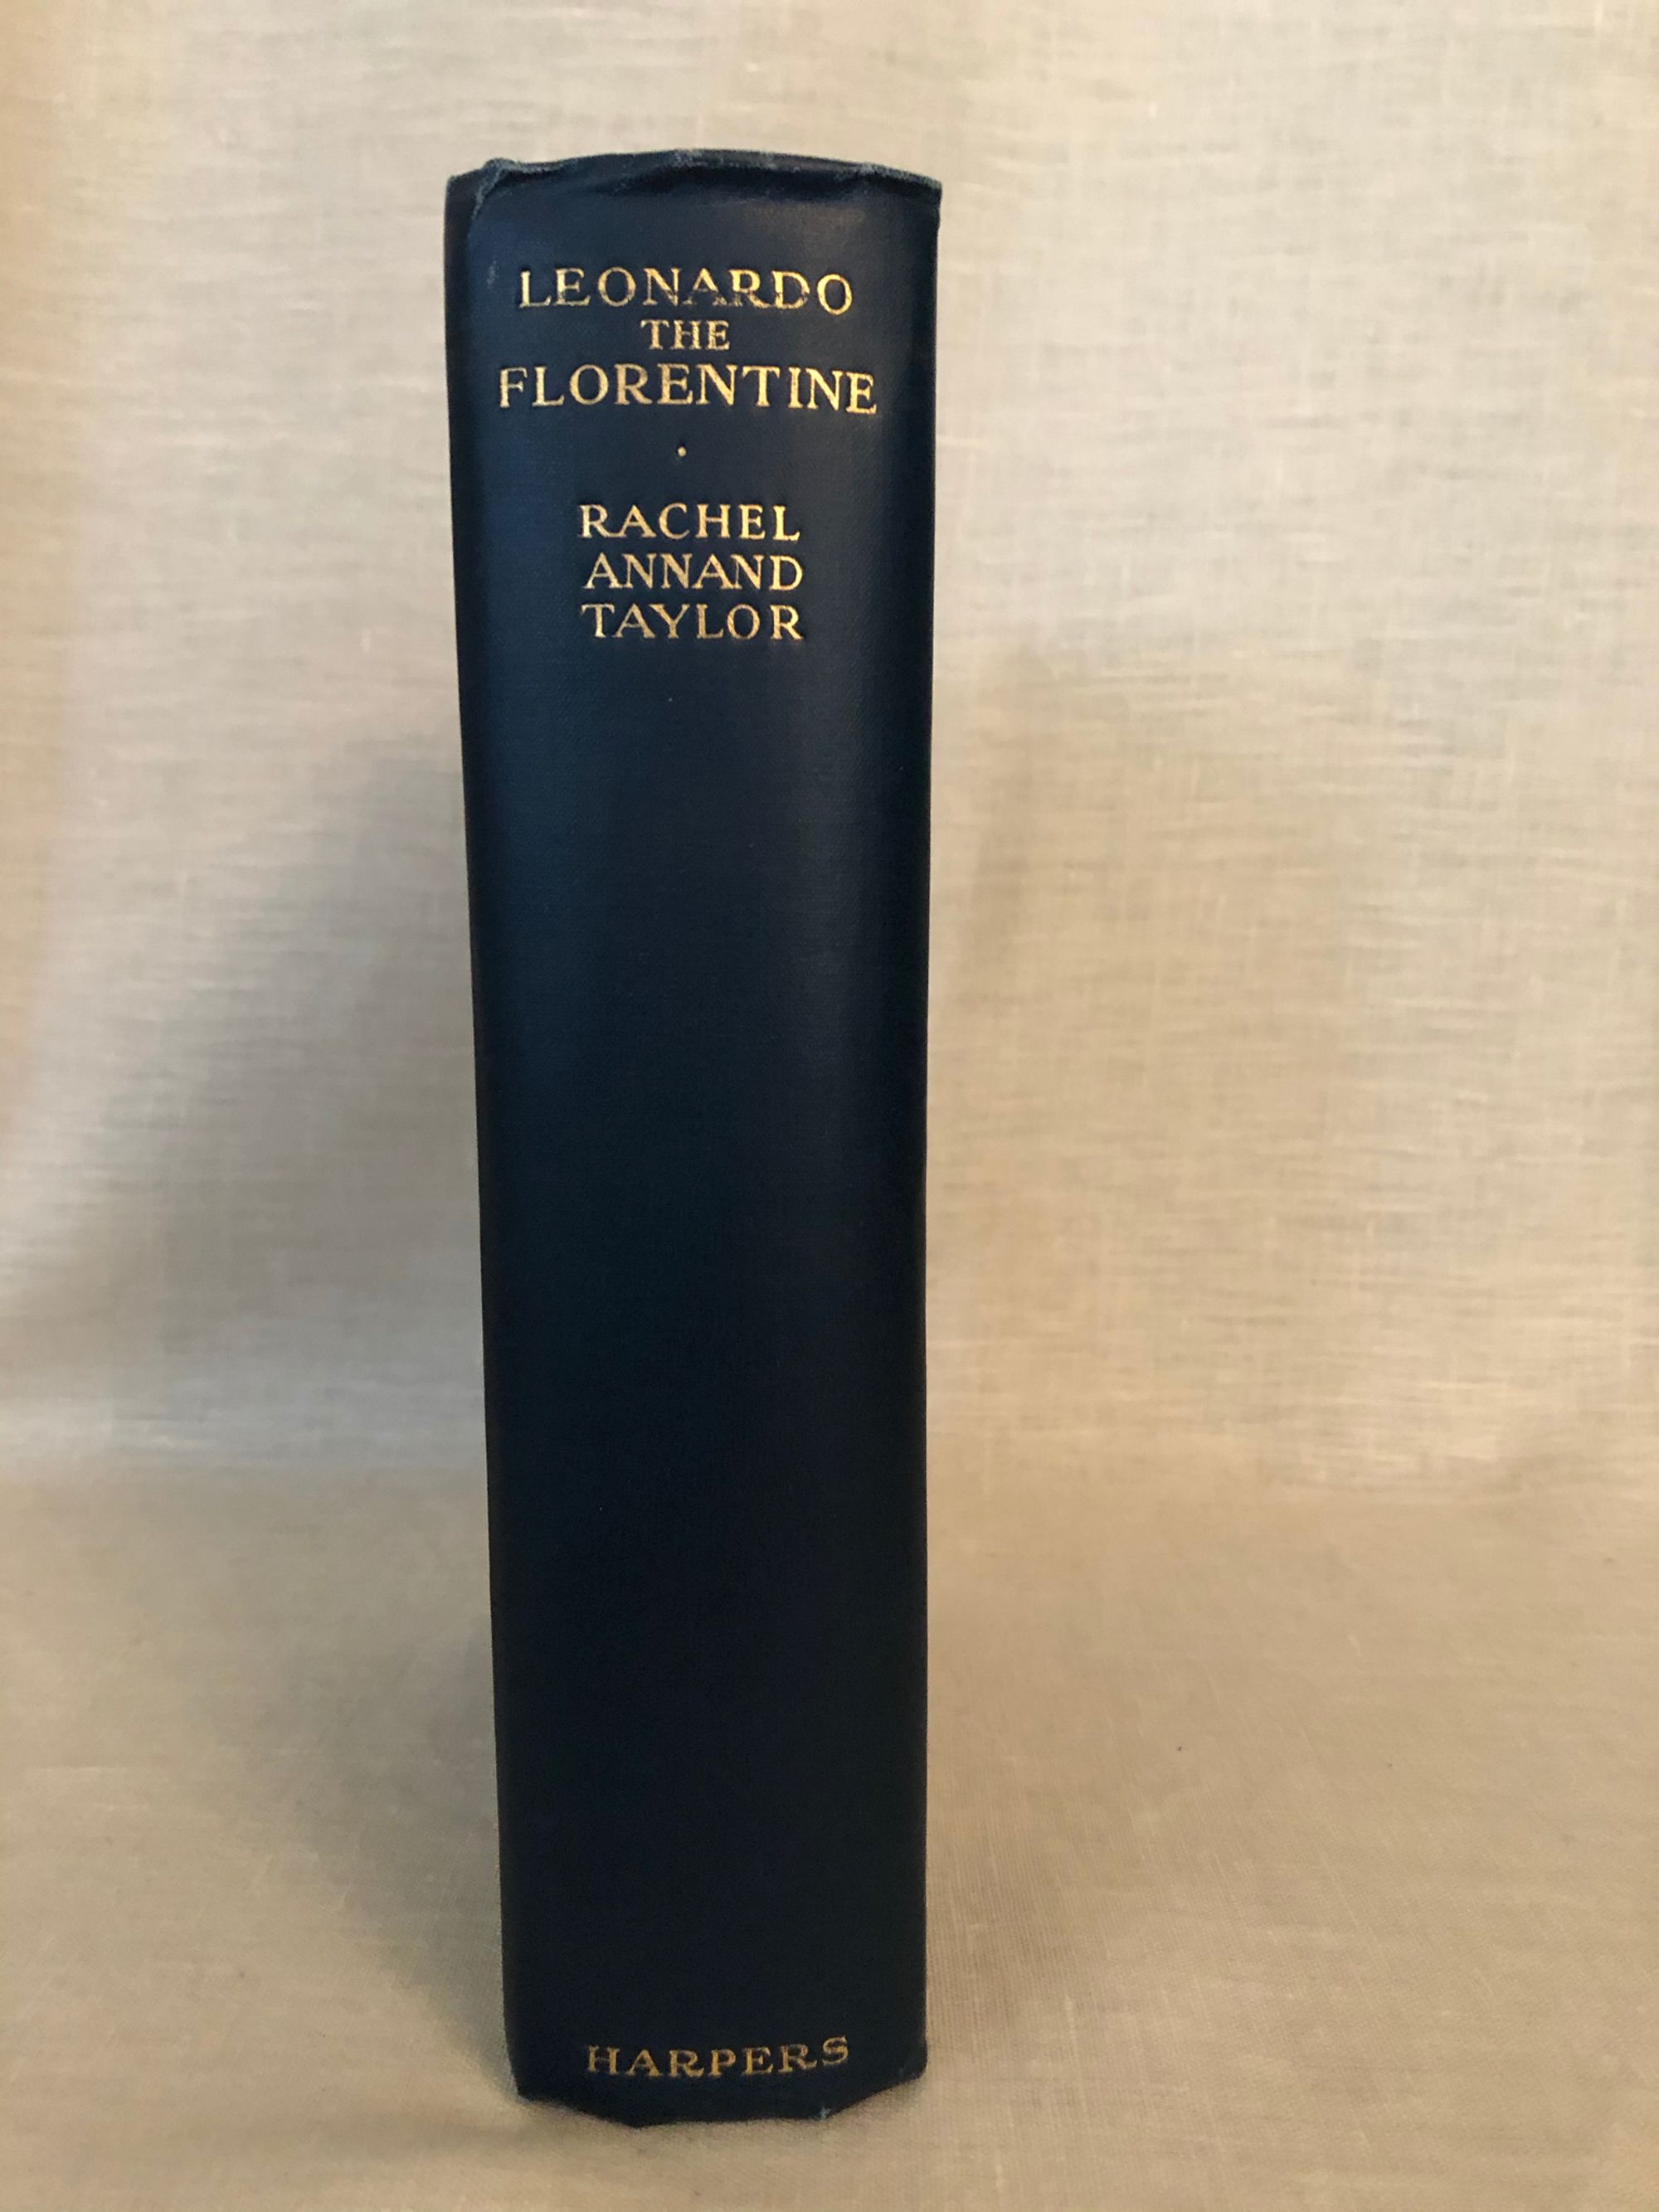 LEONARDO
THE
FLORENTINE
·
RACHEL
ANNAND
TAYLOR
HARPERS